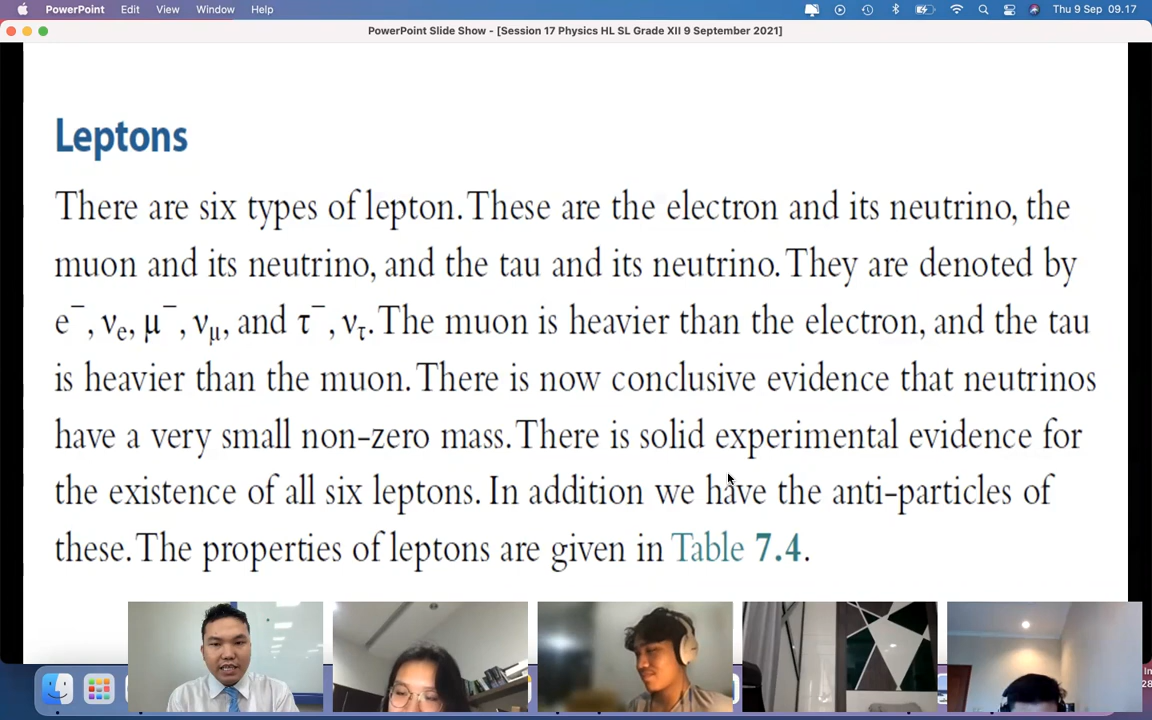 PowerPoint Edit View Window Help Thu 9 Sep 09.17
PowerPoint Slide Show - [Session 17 Physics HL SL Grade XII 9 September 2021]
Leptons
There are six types of lepton. These are the electron and its neutrino, the
muon and its neutrino, and the tau and its neutrino. They are denoted by
e⁻, νₑ, μ⁻, ν_μ, and τ⁻, ν_τ. The muon is heavier than the electron, and the tau
is heavier than the muon. There is now conclusive evidence that neutrinos
have a very small non-zero mass. There is solid experimental evidence for
the existence of all six leptons. In addition we have the anti-particles of
these. The properties of leptons are given in Table 7.4.